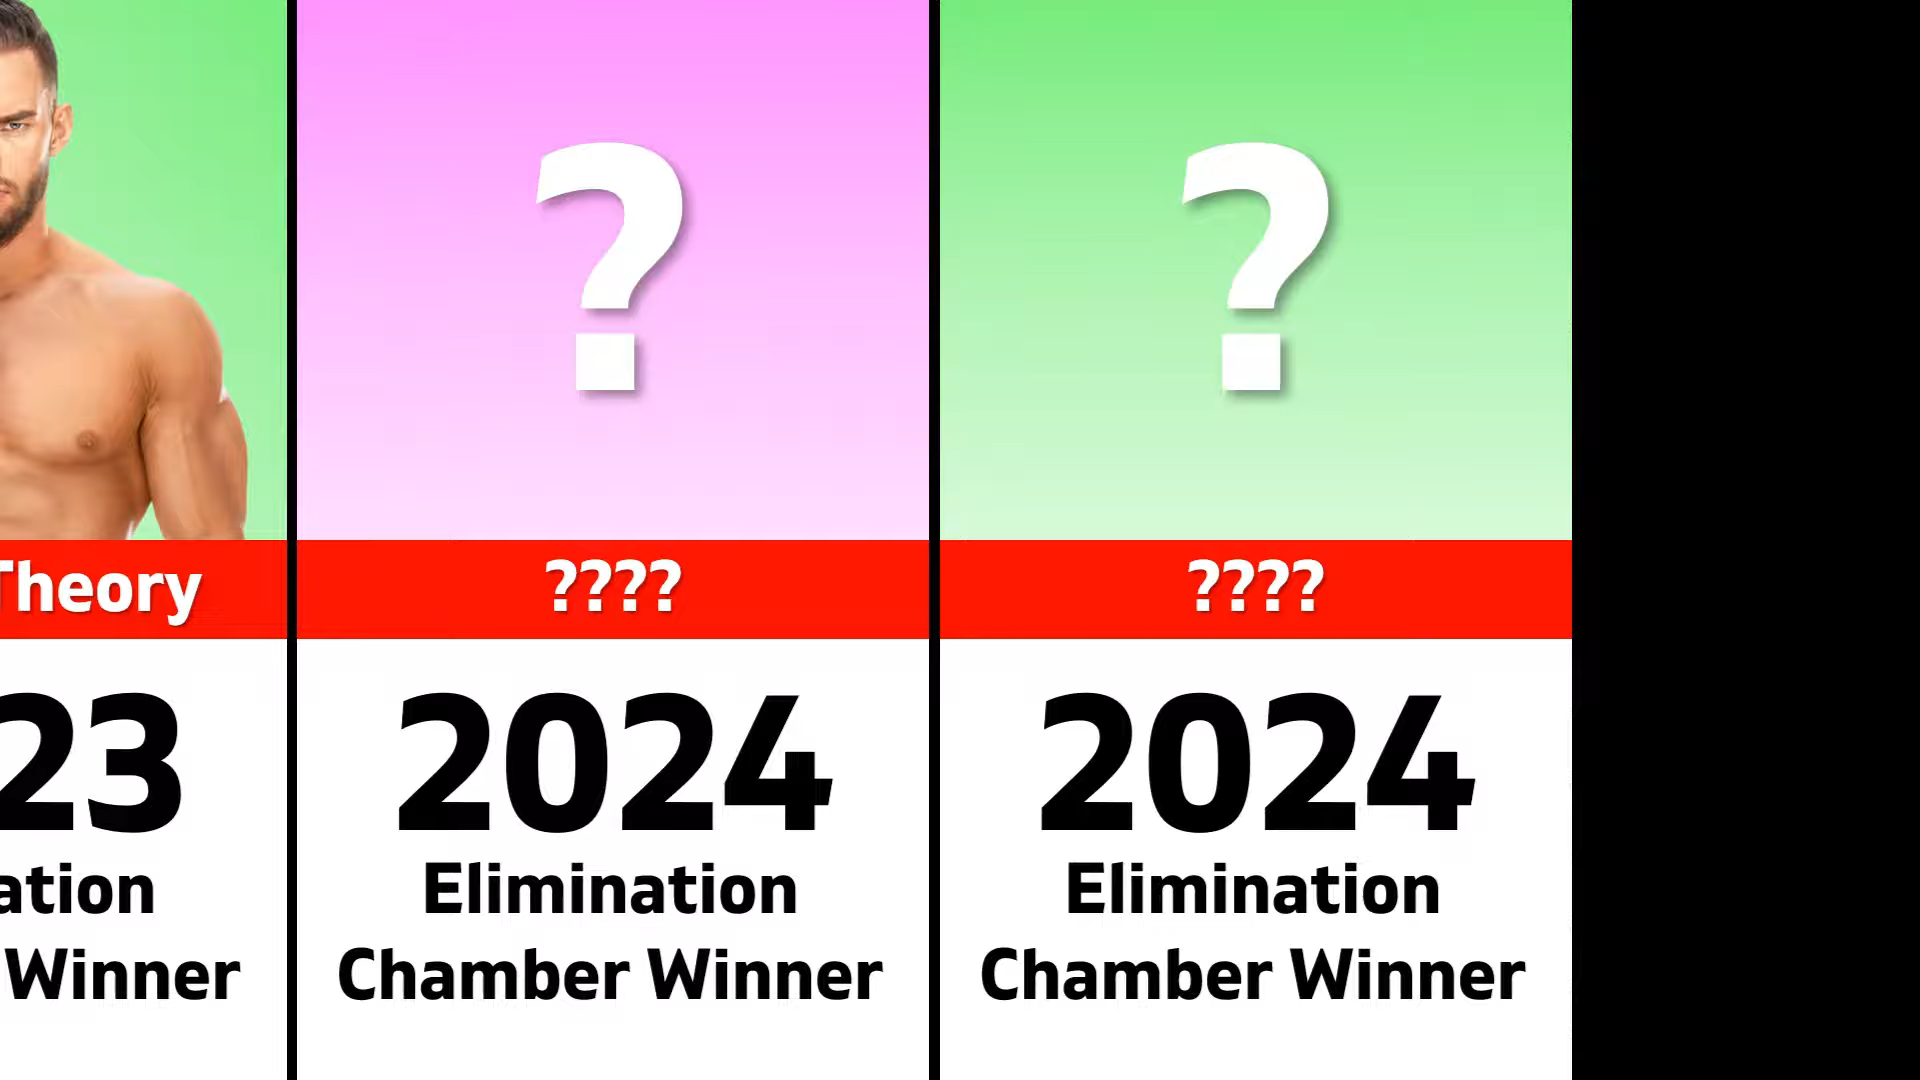 Theory
23
ation
Winner
?
????
2024
Elimination
Chamber Winner
?
????
2024
Elimination
Chamber Winner